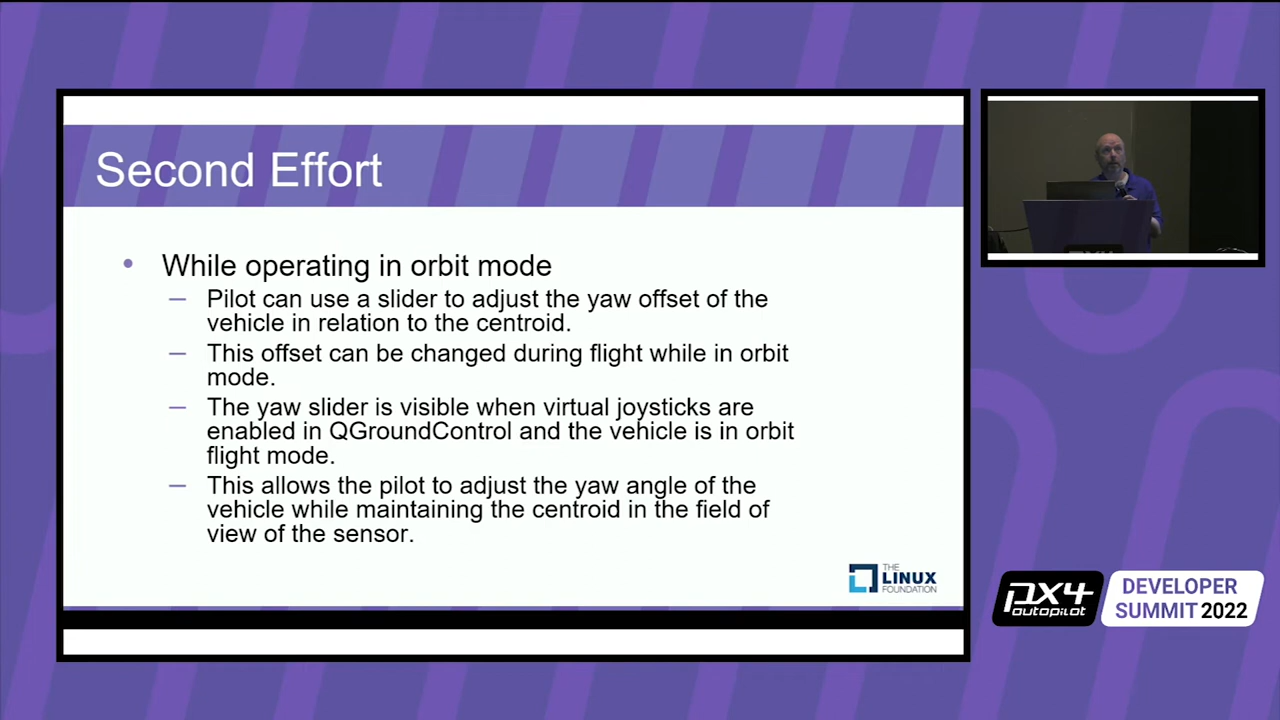 Second Effort
• While operating in orbit mode
– Pilot can use a slider to adjust the yaw offset of the
vehicle in relation to the centroid.
– This offset can be changed during flight while in orbit
mode.
– The yaw slider is visible when virtual joysticks are
enabled in QGroundControl and the vehicle is in orbit
flight mode.
– This allows the pilot to adjust the yaw angle of the
vehicle while maintaining the centroid in the field of
view of the sensor.
THE
LINUX
FOUNDATION
PX4
PX4
autopilot
DEVELOPER
SUMMIT 2022